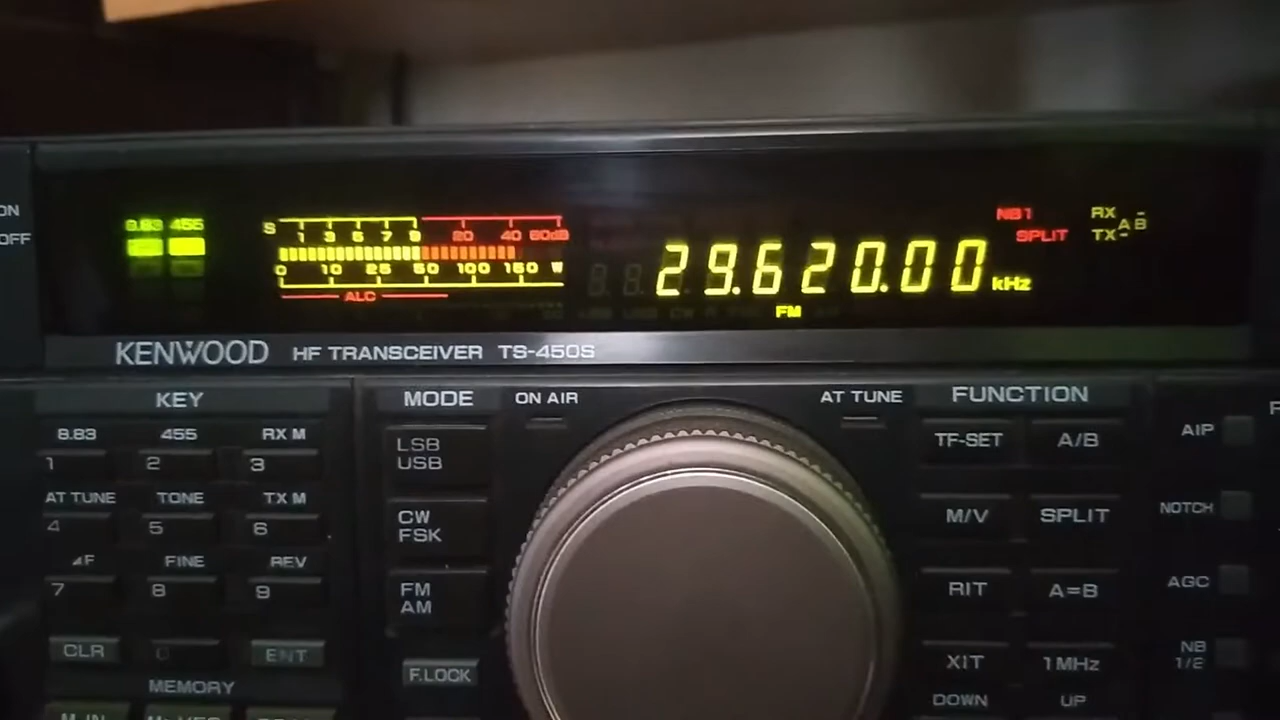 ON
OFF
8.83 455
S 1 3 5 7 9 20 40 60dB
0 10 25 50 100 150 W
ALC
29.620.00 kHz
FM
NB1
SPLIT
RX
TX
A B
KENWOOD HF TRANSCEIVER TS-450S
KEY
8.83 455 RX M
1 2 3
AT TUNE TONE TX M
4 5 6
⊿F FINE REV
7 8 9
CLR 0 ENT
MEMORY
MODE
ON AIR
AT TUNE
LSB
USB
CW
FSK
FM
AM
F.LOCK
FUNCTION
TF-SET A/B
M/V SPLIT
RIT A=B
XIT 1MHz
DOWN UP
AIP
NOTCH
AGC
NB
1/2